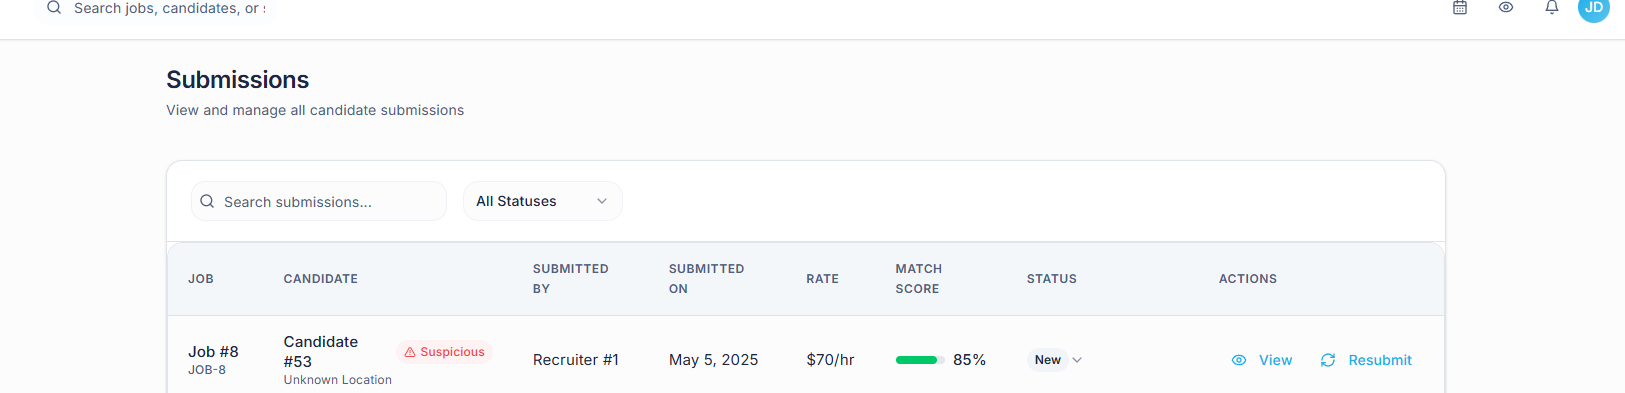 Search jobs, candidates, or
JD
Submissions
View and manage all candidate submissions
Search submissions...
All Statuses
JOB
CANDIDATE
SUBMITTED BY
SUBMITTED ON
RATE
MATCH SCORE
STATUS
ACTIONS
Job #8
JOB-8
Candidate #53
Unknown Location
Suspicious
Recruiter #1
May 5, 2025
$70/hr
85%
New
View
Resubmit